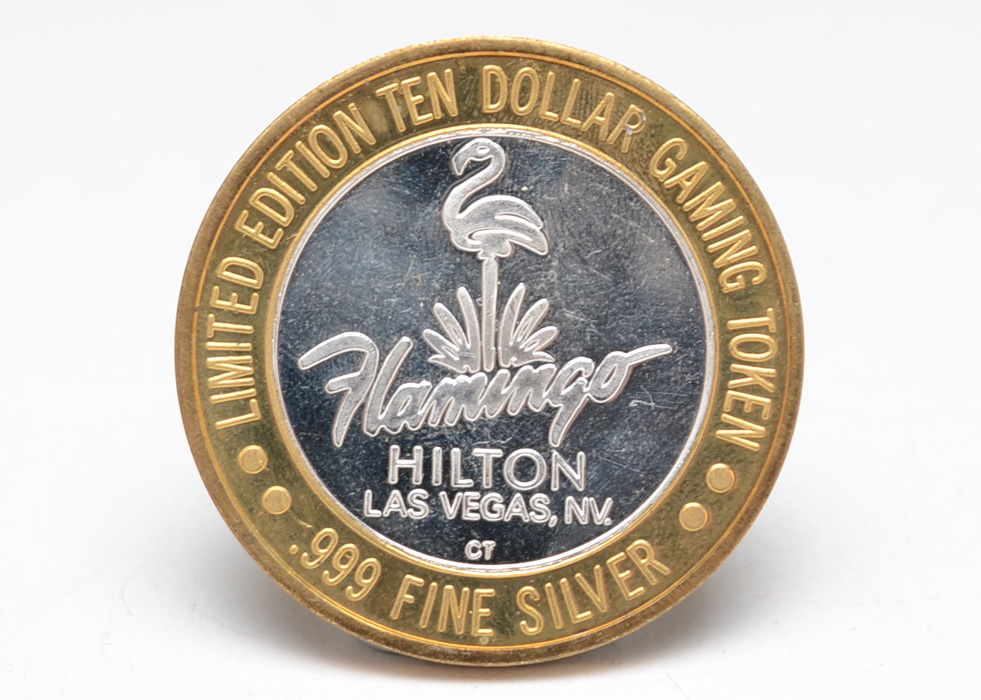 LIMITED EDITION TEN DOLLAR GAMING TOKEN
Flamingo
HILTON
LAS VEGAS, NV.
CT
.999 FINE SILVER